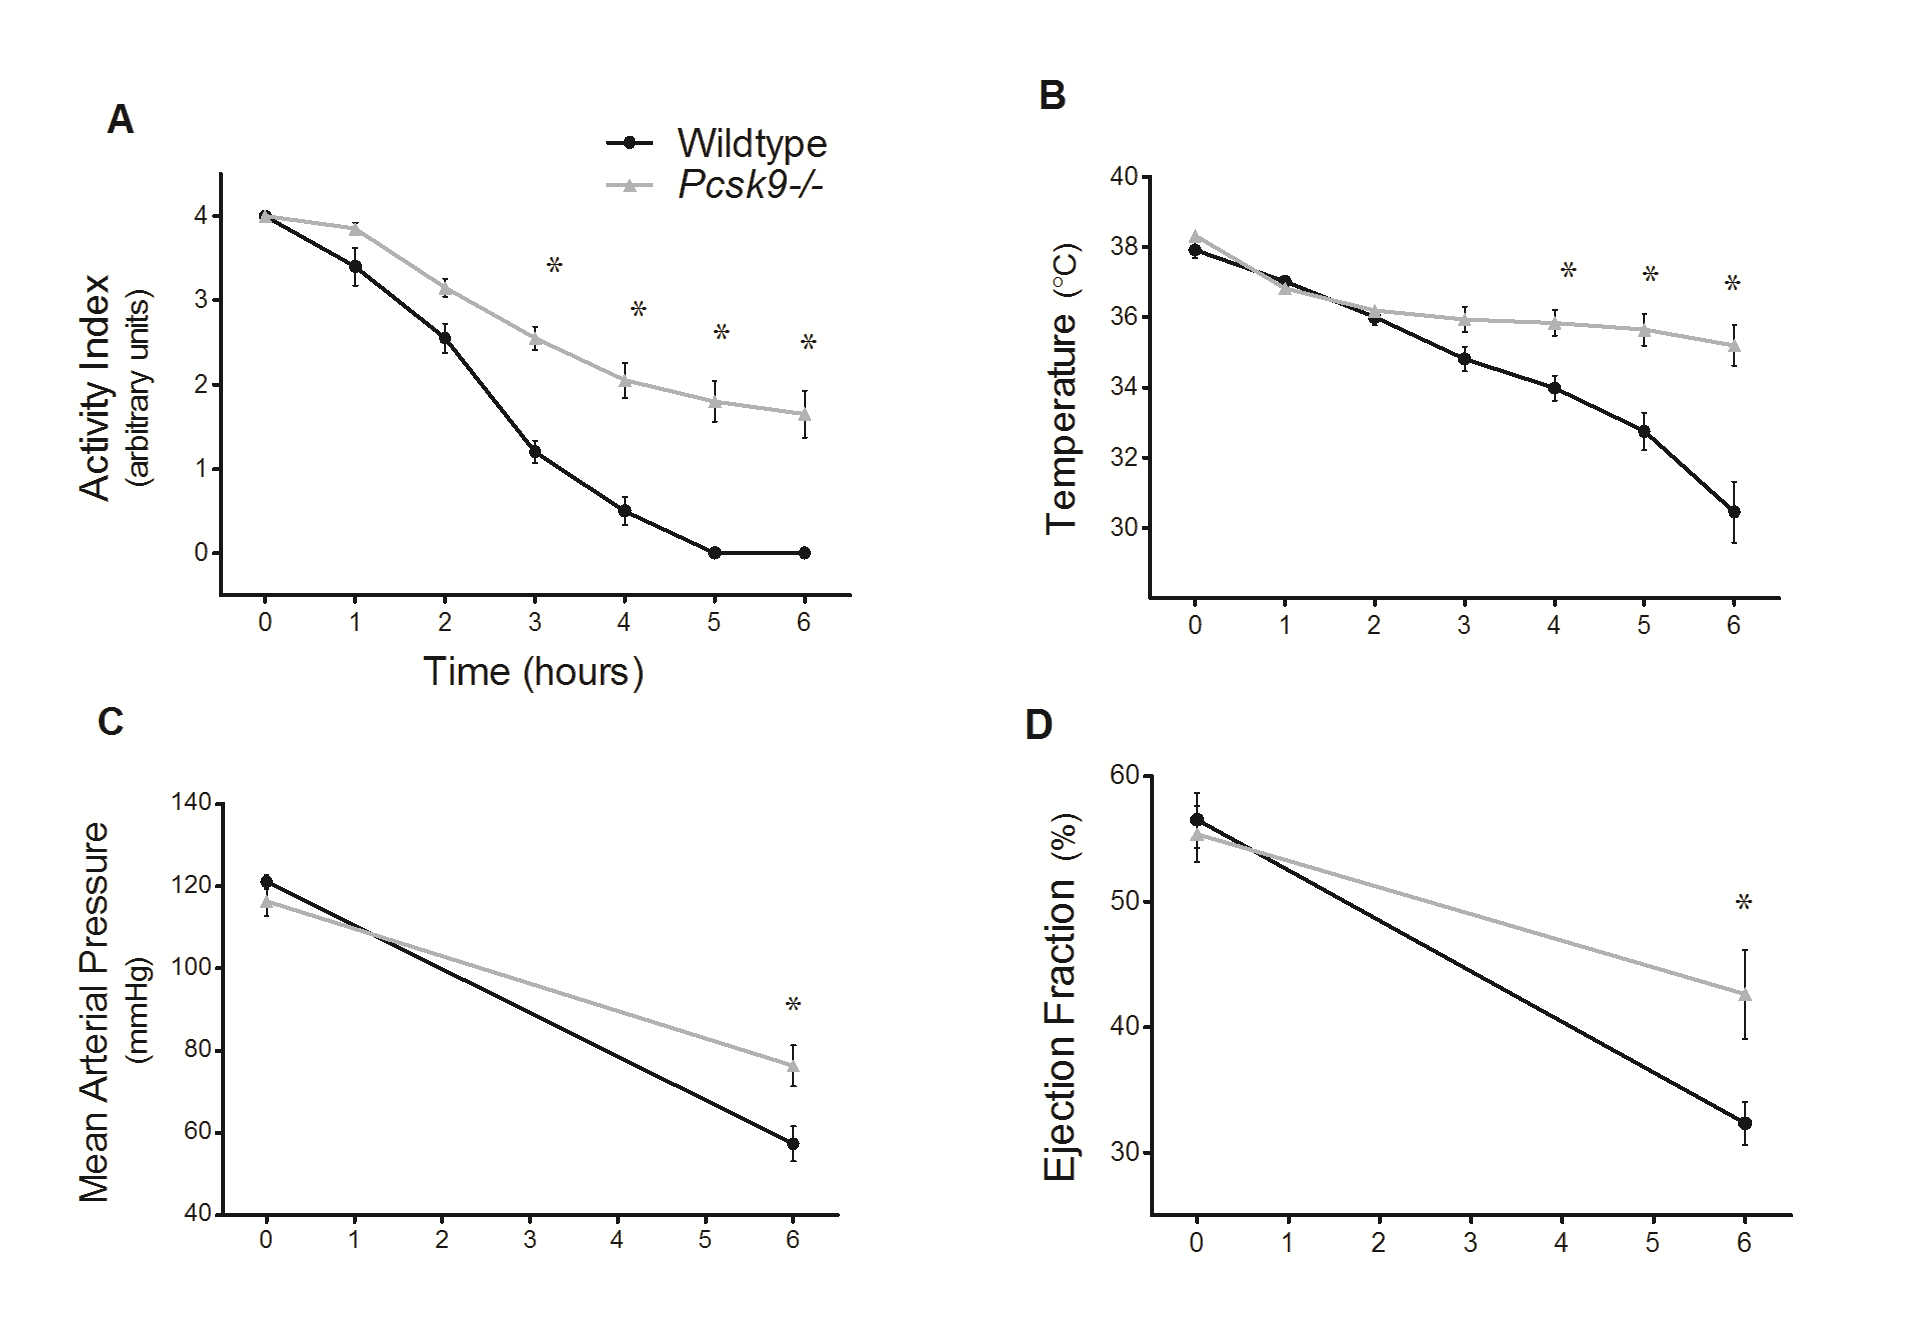 A
Wildtype
Pcsk9-/-
Activity Index
(arbitrary units)
4
3
2
1
0
* * * *
0 1 2 3 4 5 6
Time (hours)
B
Temperature (°C)
40
38
36
34
32
30
* * *
0 1 2 3 4 5 6
C
Mean Arterial Pressure
(mmHg)
140
120
100
80
60
40
*
0 1 2 3 4 5 6
D
Ejection Fraction (%)
60
50
40
30
*
0 1 2 3 4 5 6